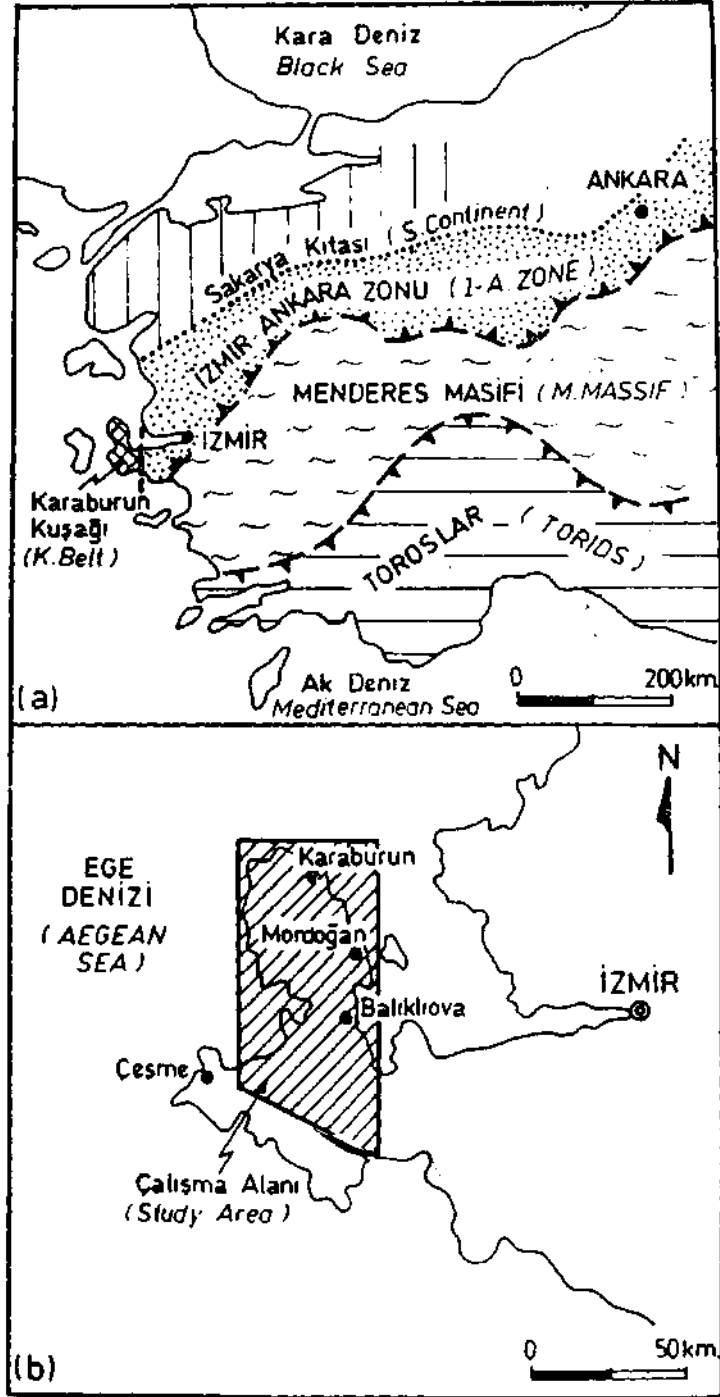 Kara Deniz
Black Sea
ANKARA
Sakarya Kıtası (S.Continent)
İZMİR ANKARA ZONU (I-A. ZONE)
MENDERES MASİFİ (M.MASSIF)
İZMİR
Karaburun
Kuşağı
(K.Belt)
TOROSLAR (TORIDS)
Ak Deniz
Mediterranean Sea
0 200km.
(a)
N
EGE
DENİZİ
(AEGEAN
SEA)
Karaburun
Mordoğan
İZMİR
Balıklıova
Çeşme
Çalışma Alanı
(Study Area)
0 50km.
(b)